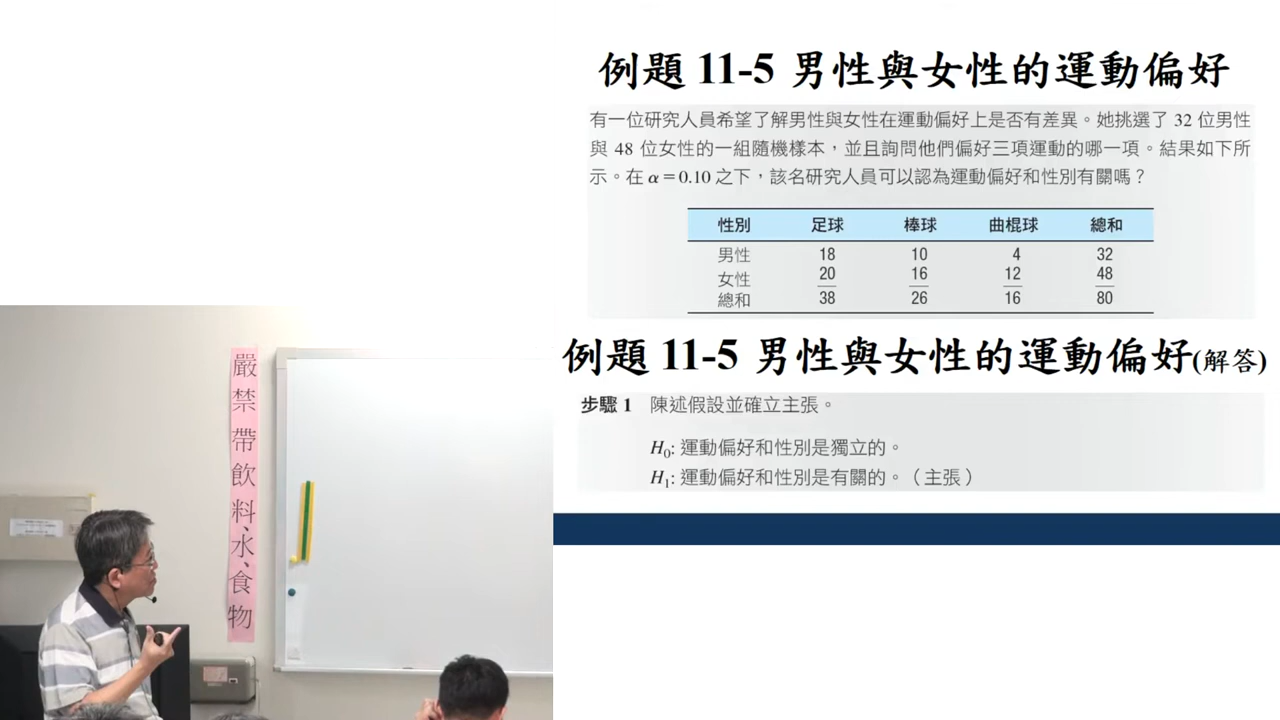 例題 11-5 男性與女性的運動偏好
有一位研究人員希望了解男性與女性在運動偏好上是否有差異。她挑選了 32 位男性
與 48 位女性的一組隨機樣本，並且詢問他們偏好三項運動的哪一項。結果如下所
示。在 α＝0.10 之下，該名研究人員可以認為運動偏好和性別有關嗎？
性別 足球 棒球 曲棍球 總和
男性 18 10 4 32
女性 20 16 12 48
總和 38 26 16 80
例題 11-5 男性與女性的運動偏好(解答)
步驟 1 陳述假設並確立主張。
H0: 運動偏好和性別是獨立的。
H1: 運動偏好和性別是有關的。（主張）
嚴禁帶飲料、水、食物